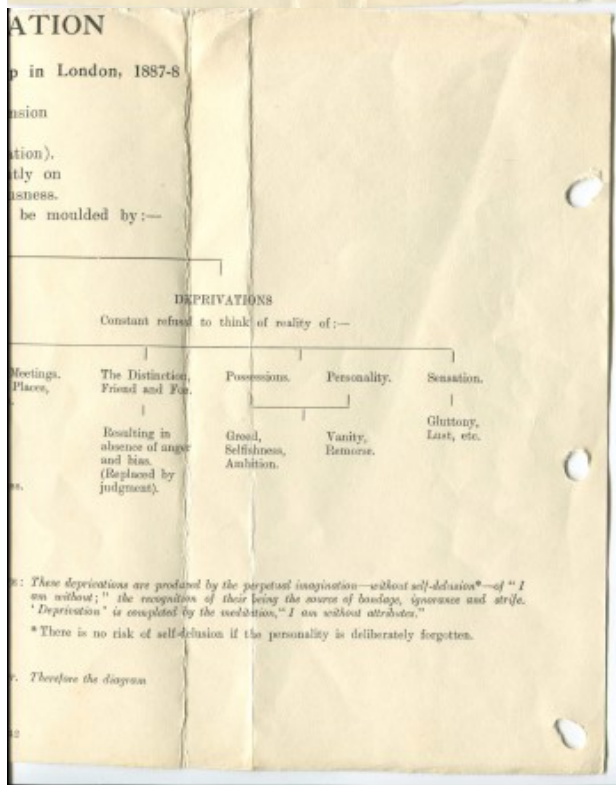 ATION
p in London, 1887-8
nsion
tion).
tly on
usness.
be moulded by:—
DEPRIVATIONS
Constant refusal to think of reality of:—
Meetings.
Places,
The Distinction,
Friend and Foe.
Possessions.
Personality.
Sensation.
Resulting in
absence of anger
and bias.
(Replaced by
judgment).
Greed,
Selfishness,
Ambition.
Vanity,
Remorse.
Gluttony,
Lust, etc.
ss.
: These deprivations are produced by the perpetual imagination—without self-delusion*—of " I
am without; " the recognition of their being the source of bondage, ignorance and strife.
' Deprivation ' is completed by the meditation, " I am without attributes."
* There is no risk of self-delusion if the personality is deliberately forgotten.
r. Therefore the diagram